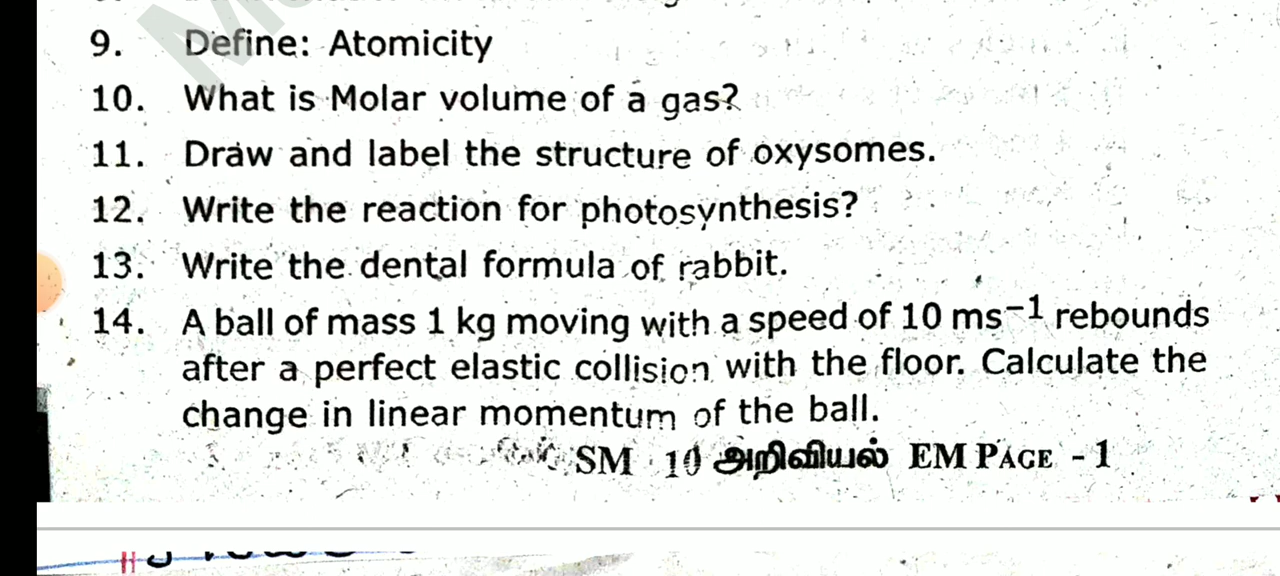 9. Define: Atomicity
10. What is Molar volume of a gas?
11. Draw and label the structure of oxysomes.
12. Write the reaction for photosynthesis?
13. Write the dental formula of rabbit.
14. A ball of mass 1 kg moving with a speed of 10 ms⁻¹ rebounds
after a perfect elastic collision with the floor. Calculate the
change in linear momentum of the ball.
SM 10 அறிவியல் EM PAGE - 1